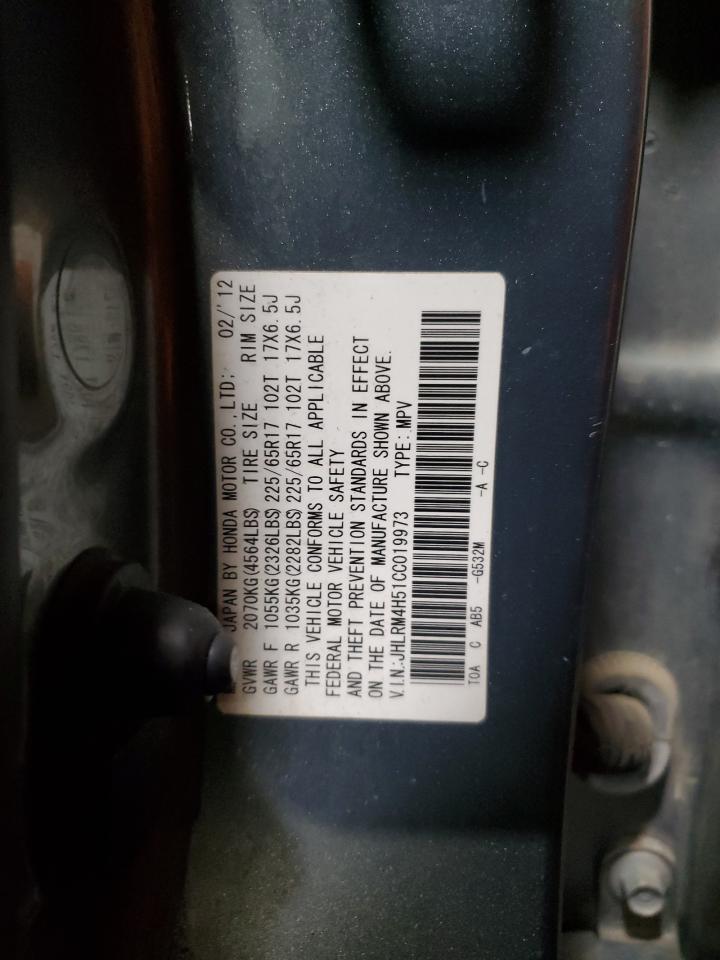 JAPAN BY HONDA MOTOR CO.,LTD; 02/'12
GVWR 2070KG(4564LBS) TIRE SIZE RIM SIZE
GAWR F 1055KG(2326LBS) 225/65R17 102T 17X6.5J
GAWR R 1035KG(2282LBS) 225/65R17 102T 17X6.5J
THIS VEHICLE CONFORMS TO ALL APPLICABLE
FEDERAL MOTOR VEHICLE SAFETY
AND THEFT PREVENTION STANDARDS IN EFFECT
ON THE DATE OF MANUFACTURE SHOWN ABOVE.
V.I.N.:JHLRM4H51CC019973 TYPE:MPV
TOA C AB5 -G532M -A -C